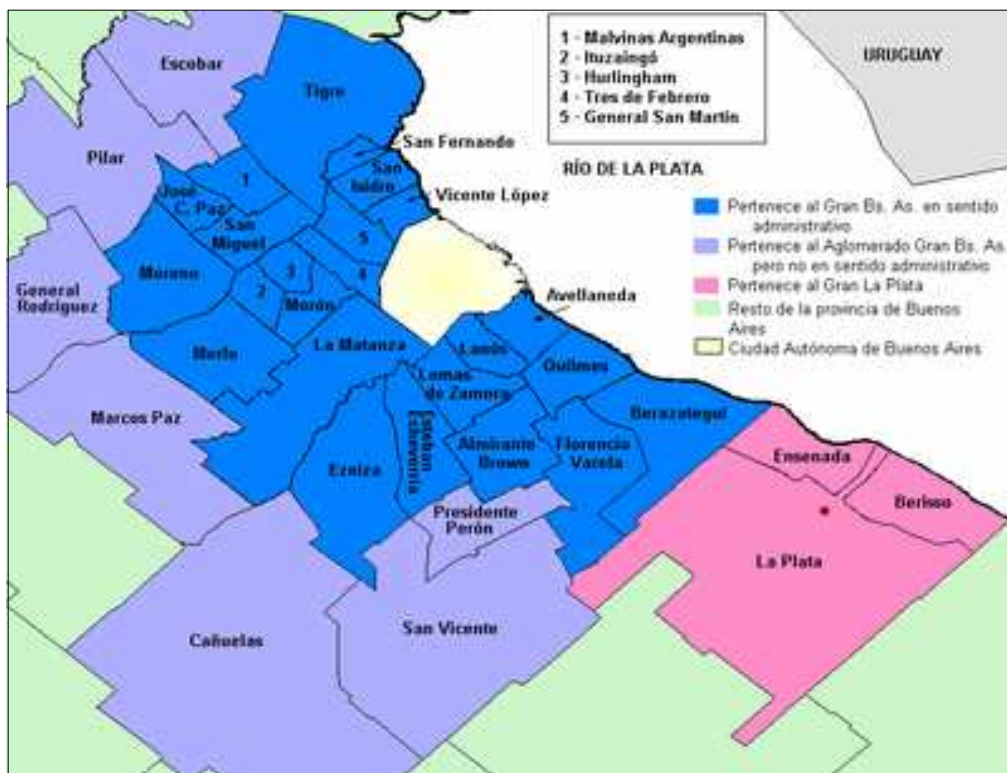 Escobar
Tigre
Pilar
1
José
C. Paz
San
Miguel
San
Isidro
5
4
3
2
Moreno
Morón
General
Rodríguez
Merlo
La Matanza
Lanús
Lomas
de Zamora
Quilmes
Berazategui
Marcos Paz
Ezeiza
Esteban
Echeverría
Almirante
Brown
Florencio
Varela
Presidente
Perón
Cañuelas
San Vicente
Ensenada
Berisso
La Plata
San Fernando
Vicente López
Avellaneda
1 - Malvinas Argentinas
2 - Ituzaingó
3 - Hurlingham
4 - Tres de Febrero
5 - General San Martín
URUGUAY
RÍO DE LA PLATA
Pertenece al Gran Bs. As. en sentido
administrativo
Pertenece al Aglomerado Gran Bs. As.
pero no en sentido administrativo
Pertenece al Gran La Plata
Resto de la provincia de Buenos
Aires
Ciudad Autónoma de Buenos Aires